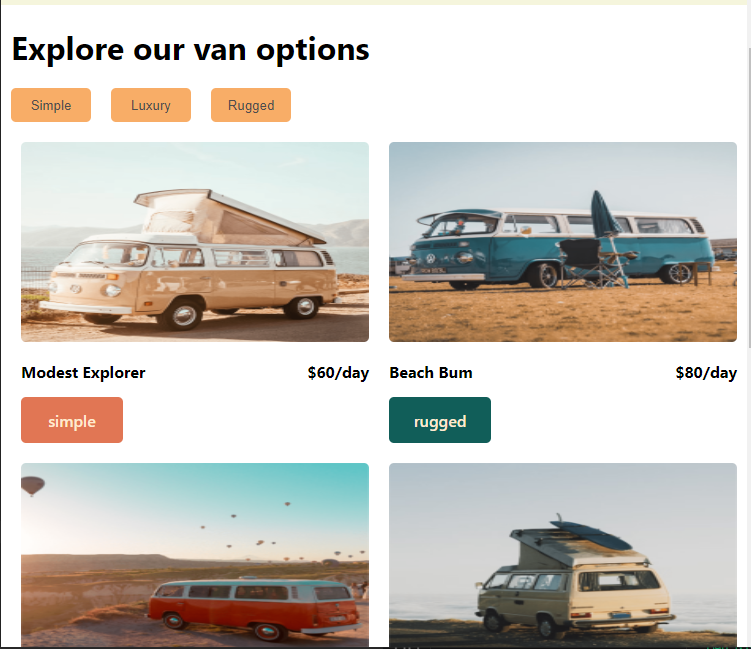 Explore our van options
Simple Luxury Rugged
Modest Explorer $60/day Beach Bum $80/day
simple rugged